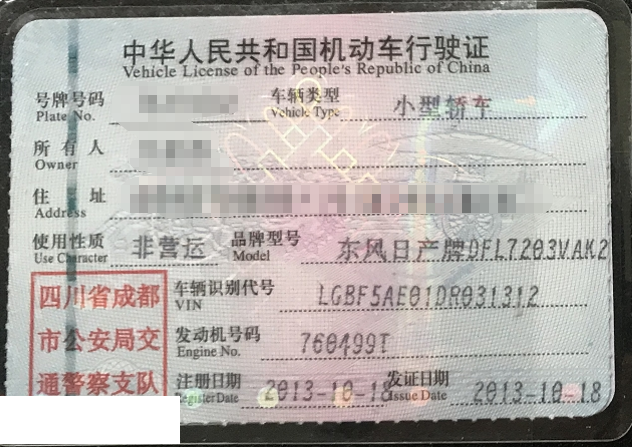 中华人民共和国机动车行驶证
Vehicle License of the People's Republic of China
号牌号码 车辆类型 小型轿车
Plate No. Vehicle Type
所有人
Owner
住址
Address
使用性质 非营运 品牌型号 东风日产牌DFL7203VAK2
Use Character Model
四川省成都 车辆识别代号 LGBF5AE01DR031312
VIN
市公安局交 发动机号码 760499T
Engine No.
通警察支队 注册日期 2013-10-18 发证日期 2013-10-18
Register Date Issue Date